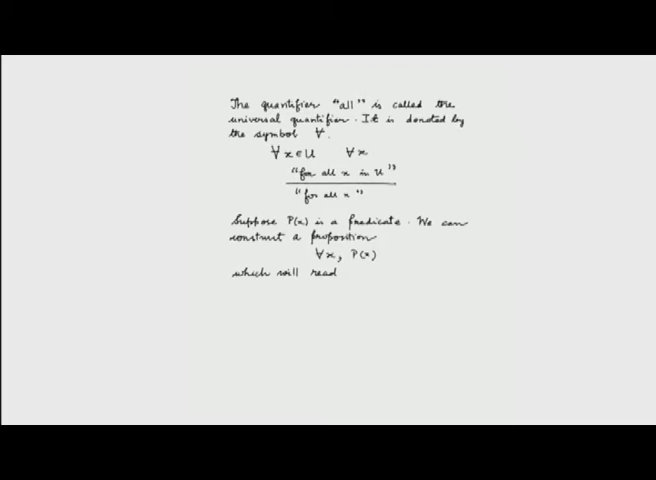 The quantifier "all" is called the
universal quantifier. It is denoted by
the symbol ∀.
∀ x ∈ U ∀ x
"for all x in U"
"for all x"
Suppose P(x) is a predicate. We can
construct a proposition
∀x, P(x)
which will read